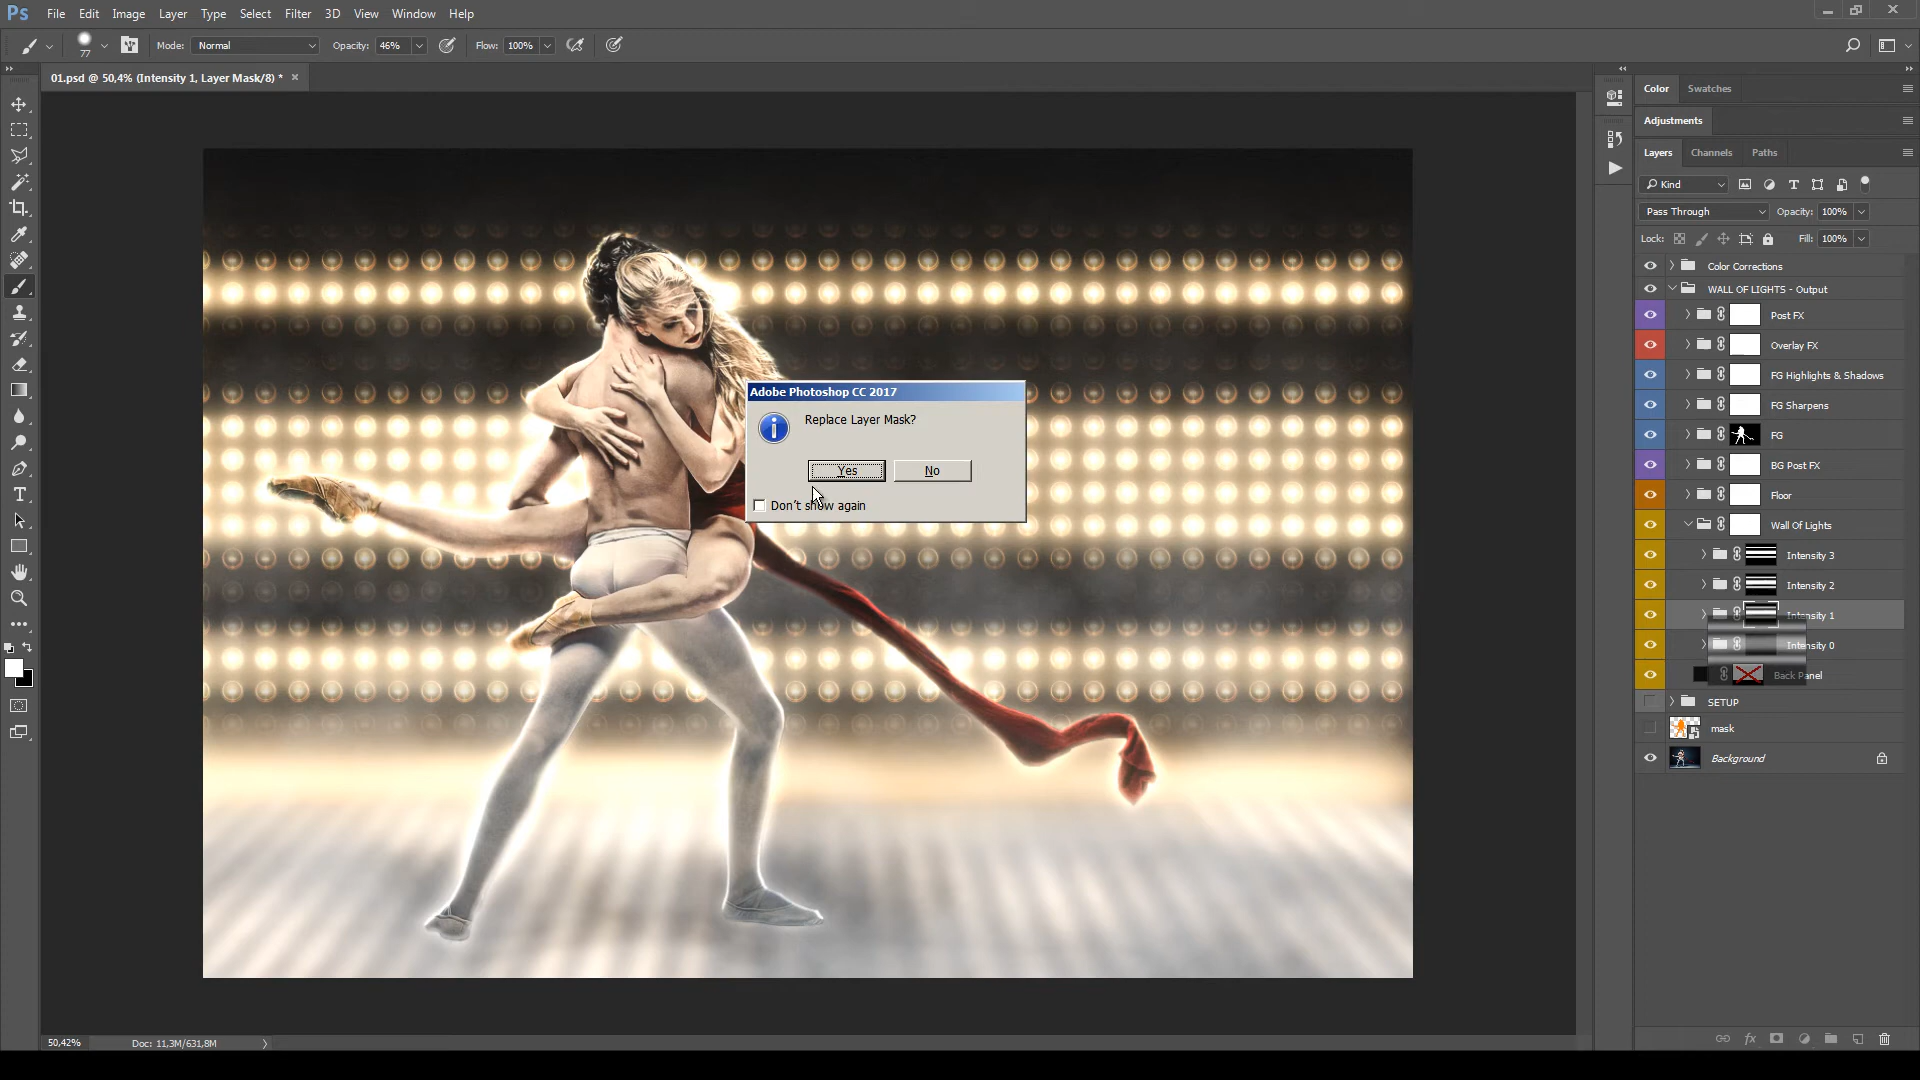 Ps File Edit Image Layer Type Select Filter 3D View Window Help
77 Mode: Normal Opacity: 46% Flow: 100%
01.psd @ 50,4% (Intensity 1, Layer Mask/8) * ×
Color Swatches
Adjustments
Layers Channels Paths
Kind
Pass Through Opacity: 100%
Lock: Fill: 100%
Color Corrections
WALL OF LIGHTS - Output
Post FX
Overlay FX
FG Highlights & Shadows
FG Sharpens
FG
BG Post FX
Floor
Wall Of Lights
Intensity 3
Intensity 2
Intensity 1
Intensity 0
Back Panel
SETUP
mask
Background
Adobe Photoshop CC 2017
Replace Layer Mask?
Yes No
Don't show again
50,42% Doc: 11,3M/631,8M